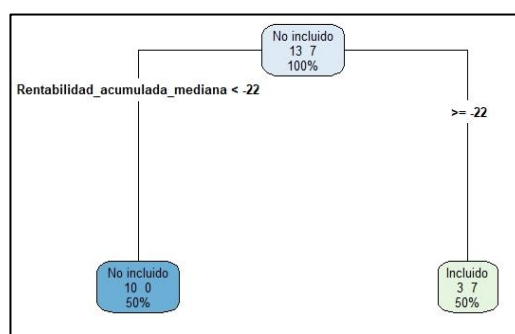 No incluido
13 7
100%
Rentabilidad_acumulada_mediana < -22
>= -22
No incluido
10 0
50%
Incluido
3 7
50%